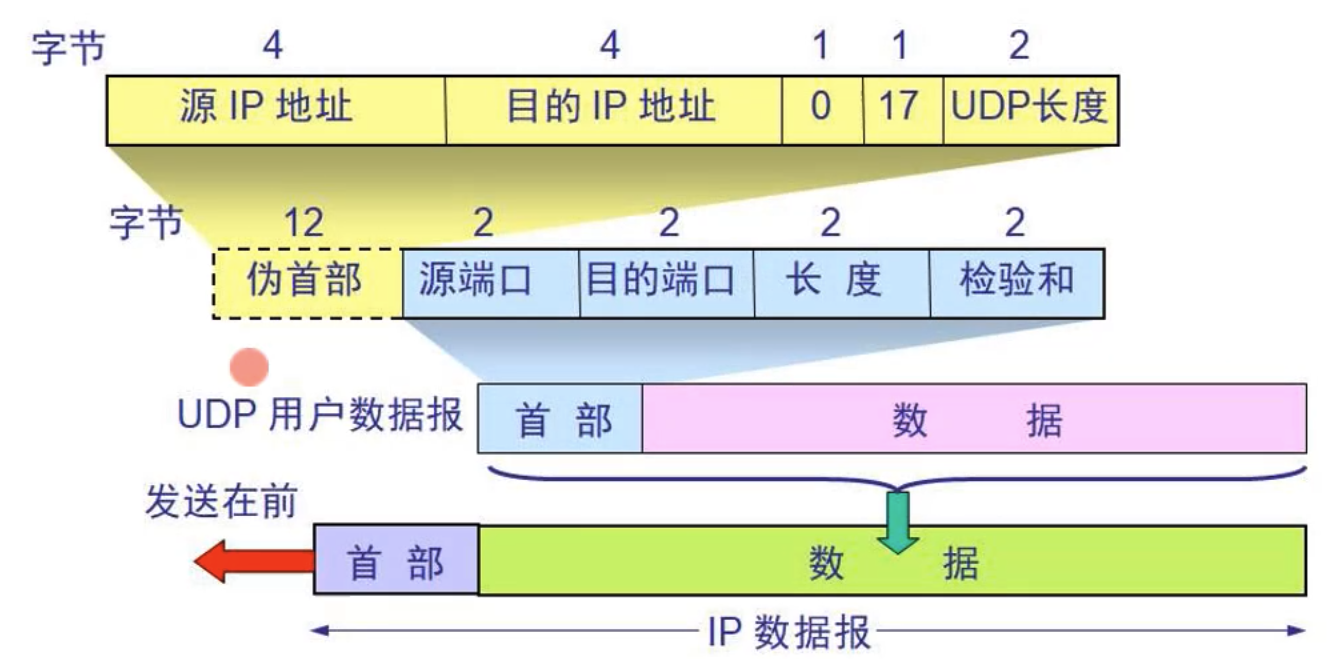 字节 4 4 1 1 2
源 IP 地址 目的 IP 地址 0 17 UDP长度
字节 12 2 2 2 2
伪首部 源端口 目的端口 长 度 检验和
UDP 用户数据报 首 部 数 据
发送在前
首 部 数 据
IP 数据报